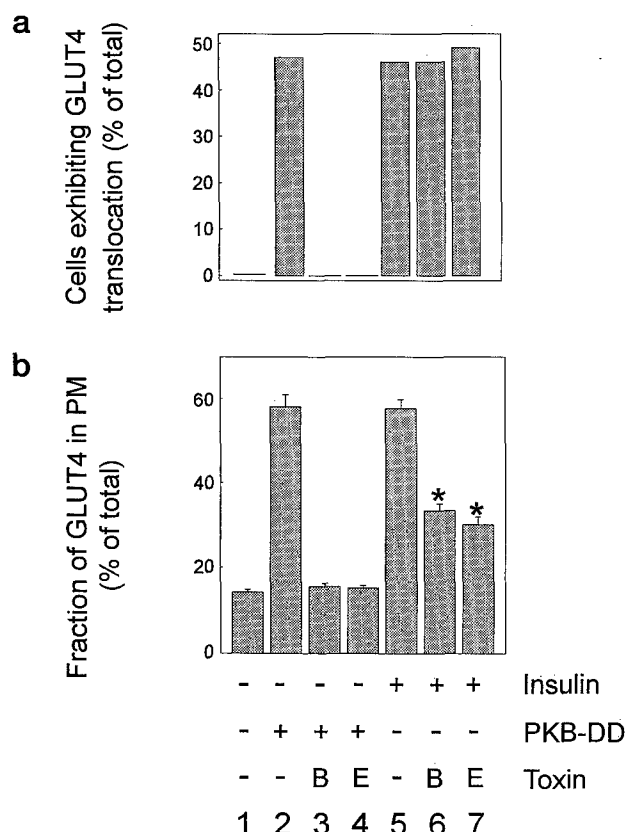 a
Cells exhibiting GLUT4
translocation (% of total)
50
40
30
20
10
0
b
Fraction of GLUT4 in PM
(% of total)
60
40
20
0
* *
- - - - + + + Insulin
- + + + - - - PKB-DD
- - B E - B E Toxin
1 2 3 4 5 6 7